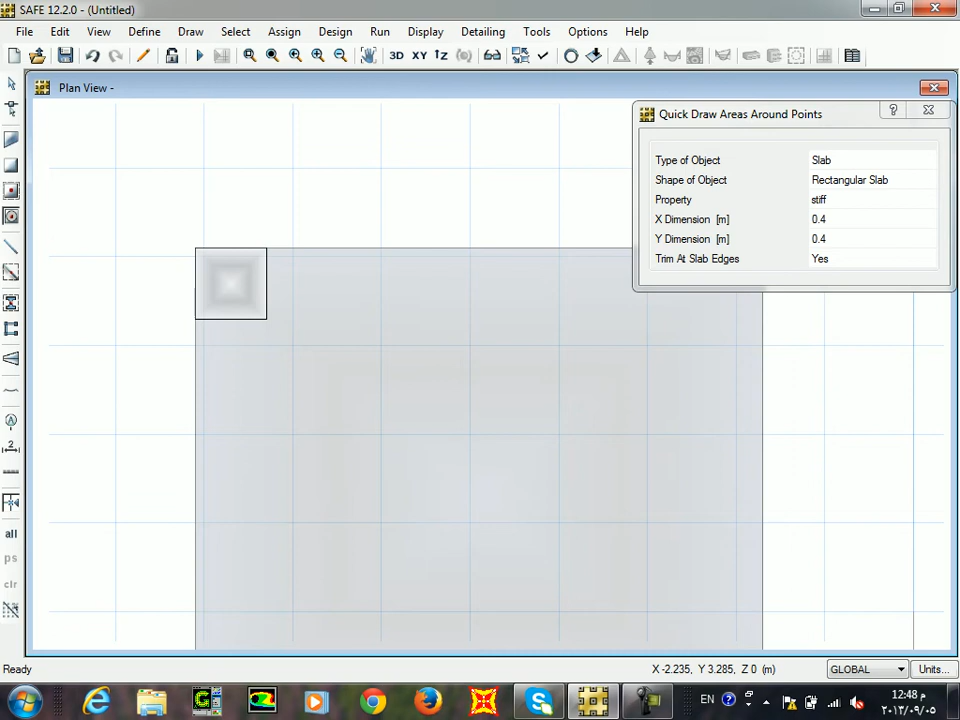 SAFE 12.2.0 - (Untitled)
File Edit View Define Draw Select Assign Design Run Display Detailing Tools Options Help
3D XY
Plan View -
Quick Draw Areas Around Points
?
Type of Object Slab
Shape of Object Rectangular Slab
Property stiff
X Dimension [m] 0.4
Y Dimension [m] 0.4
Trim At Slab Edges Yes
all
ps
clr
Ready
X -2.235, Y 3.285, Z 0 (m)
GLOBAL
Units...
EN
12:48 م
٢٠١٣/٠٩/٠٥